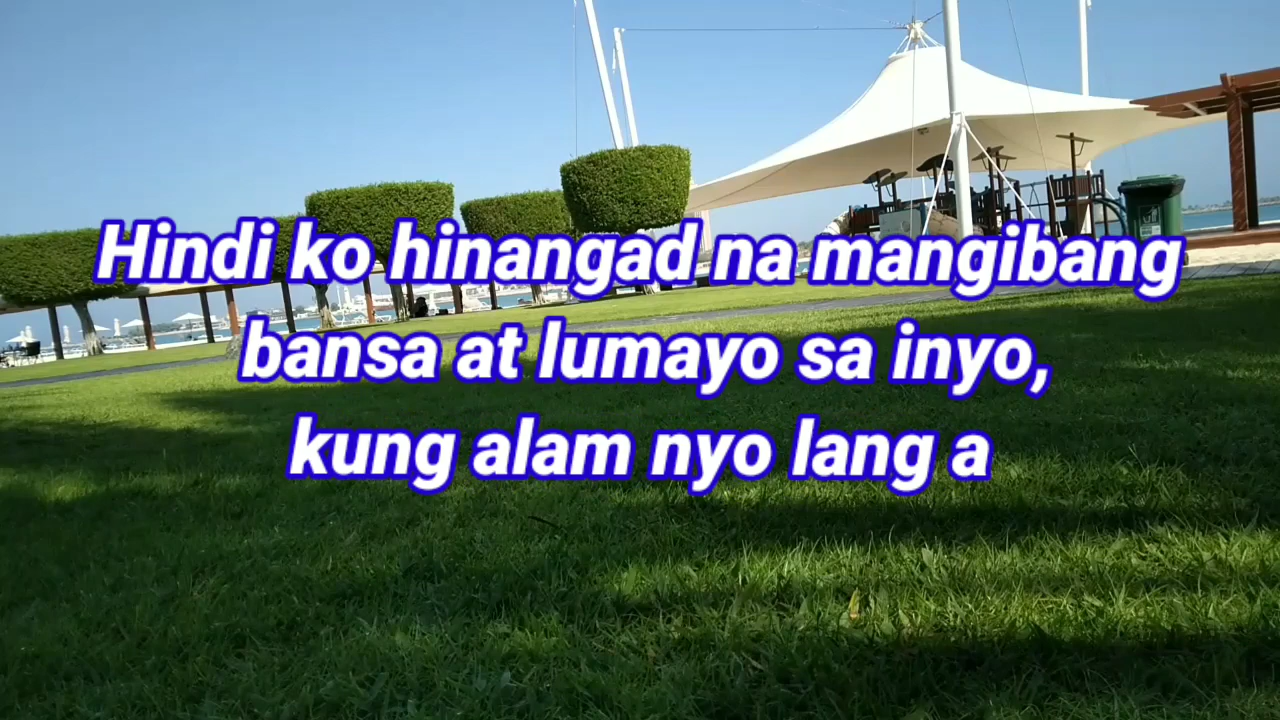 Hindi ko hinangad na mangibang
bansa at lumayo sa inyo,
kung alam nyo lang a